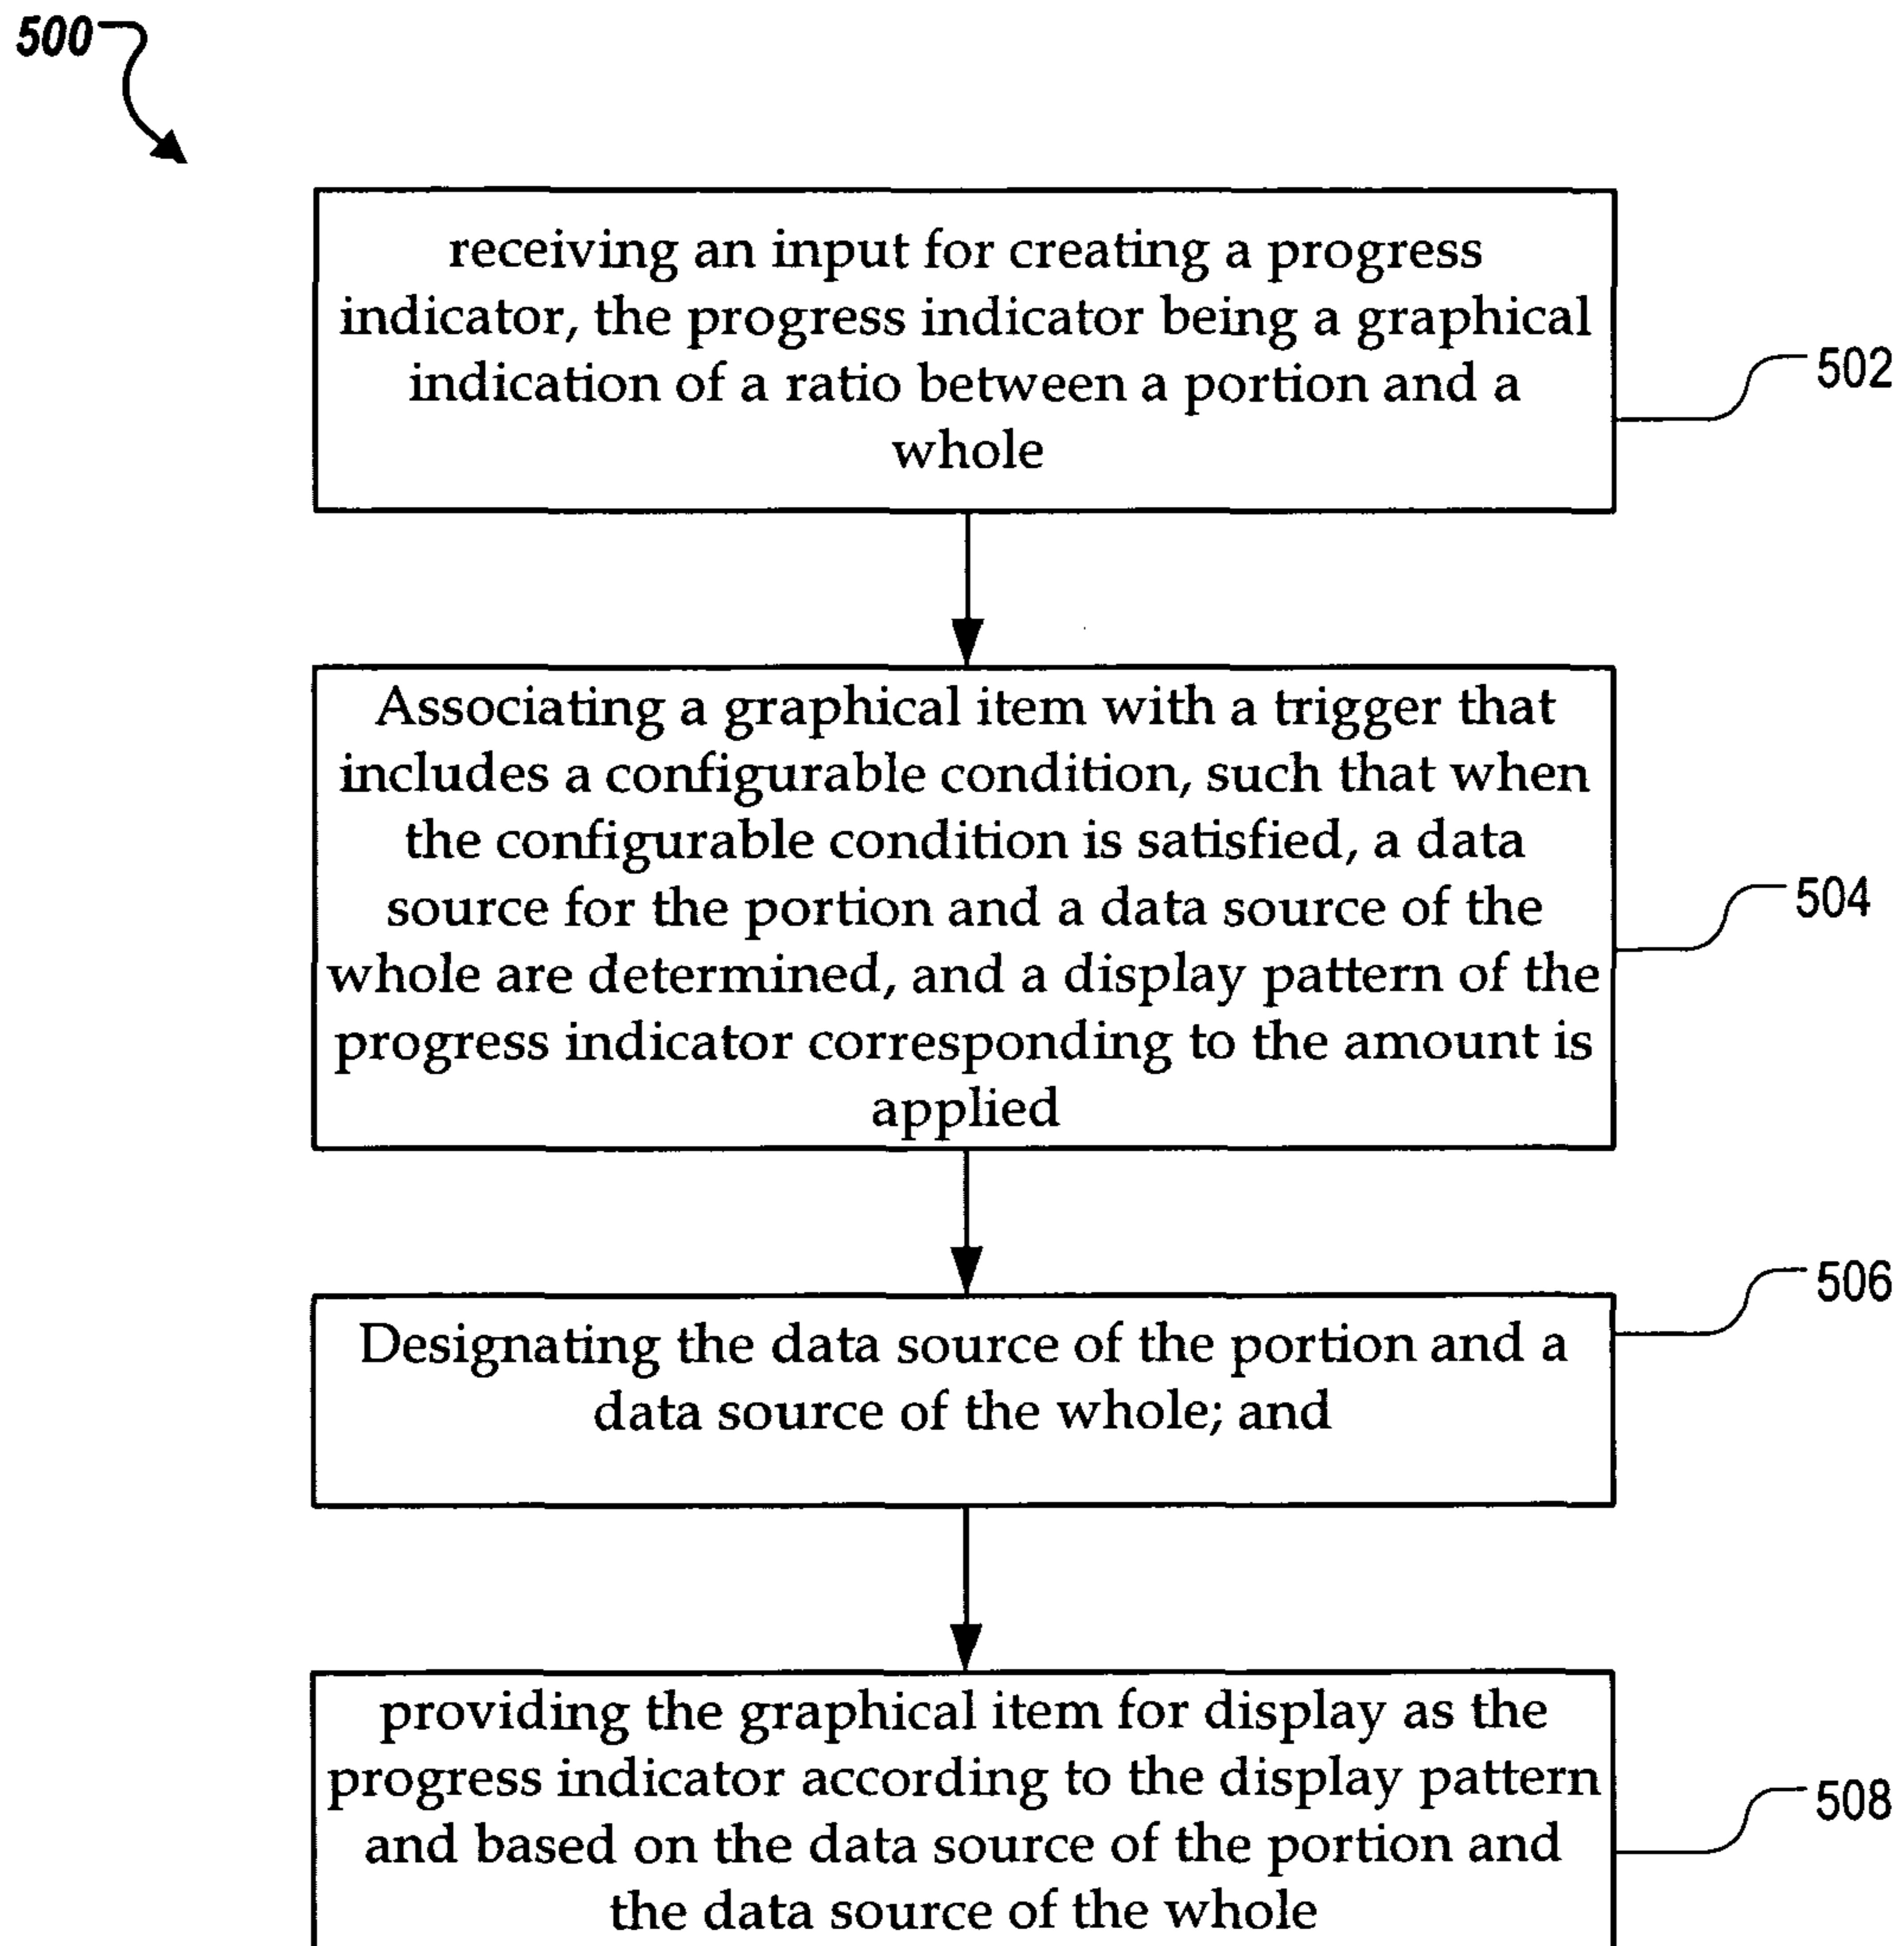 500
receiving an input for creating a progress
indicator, the progress indicator being a graphical
indication of a ratio between a portion and a
whole
502
Associating a graphical item with a trigger that
includes a configurable condition, such that when
the configurable condition is satisfied, a data
source for the portion and a data source of the
whole are determined, and a display pattern of the
progress indicator corresponding to the amount is
applied
504
Designating the data source of the portion and a
data source of the whole; and
506
providing the graphical item for display as the
progress indicator according to the display pattern
and based on the data source of the portion and
the data source of the whole
508